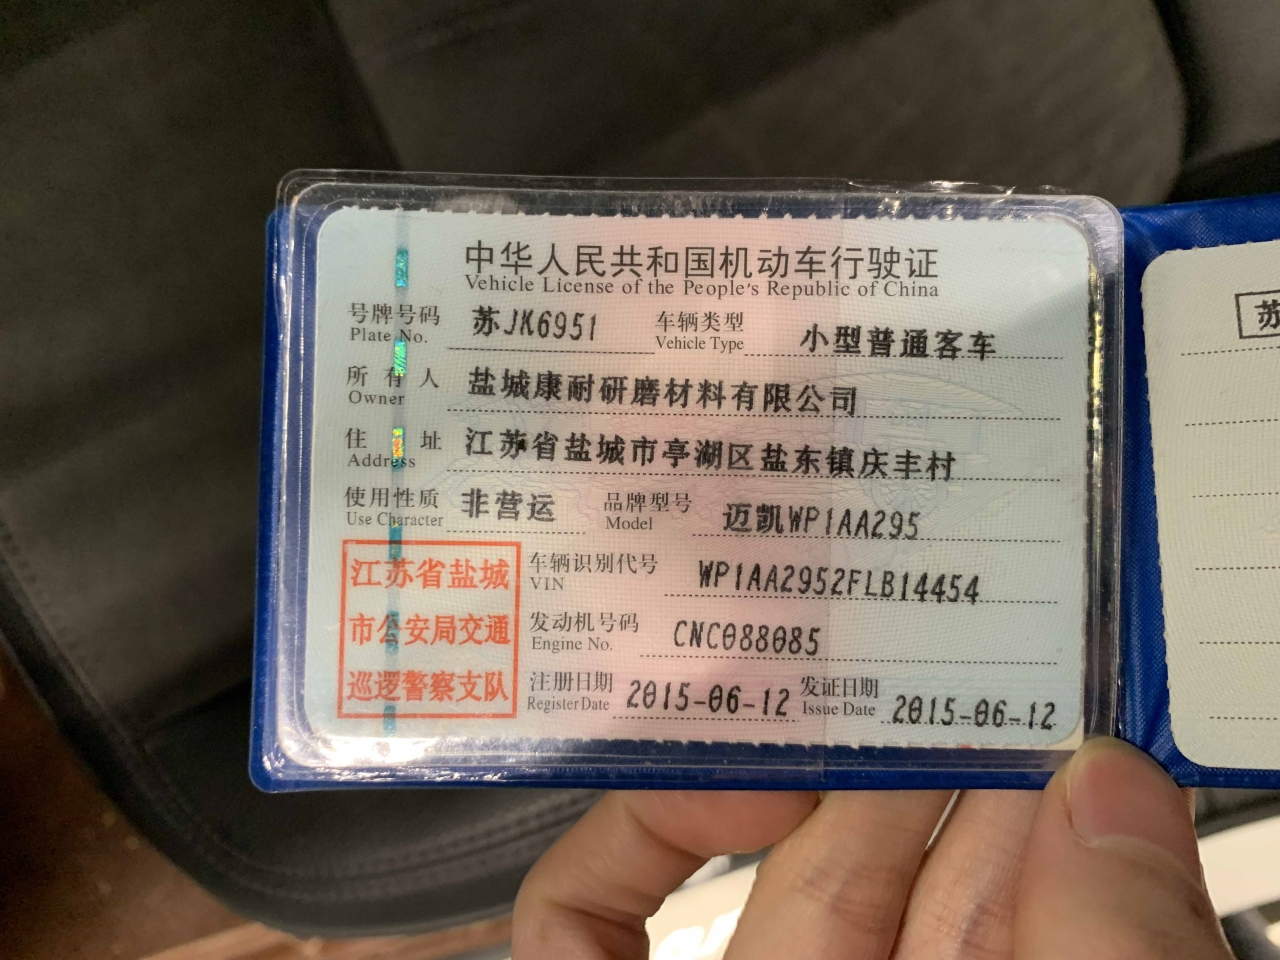 中华人民共和国机动车行驶证
Vehicle License of the People's Republic of China
号牌号码 苏JK6951 车辆类型 小型普通客车
Plate No. Vehicle Type
所有人 盐城康耐研磨材料有限公司
Owner
住址 江苏省盐城市亭湖区盐东镇庆丰村
Address
使用性质 非营运 品牌型号 迈凯WP1AA295
Use Character Model
江苏省盐城
市公安局交通
巡逻警察支队
车辆识别代号 WP1AA2952FLB14454
VIN
发动机号码 CNC088085
Engine No.
注册日期 2015-06-12 发证日期 2015-06-12
Register Date Issue Date
苏